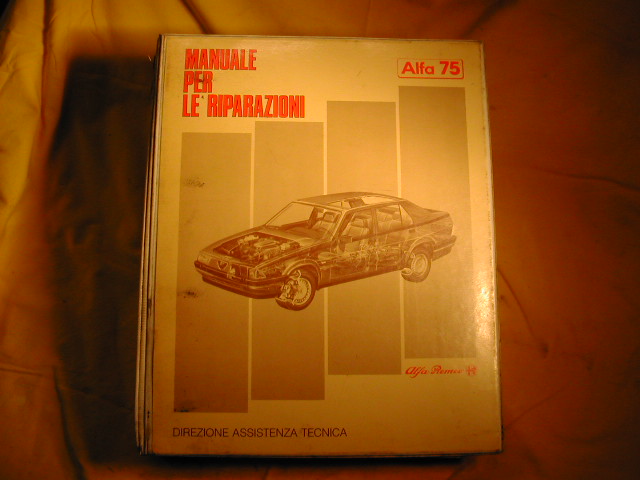 MANUALE
PER
LE RIPARAZIONI
Alfa 75
Alfa Romeo
DIREZIONE ASSISTENZA TECNICA